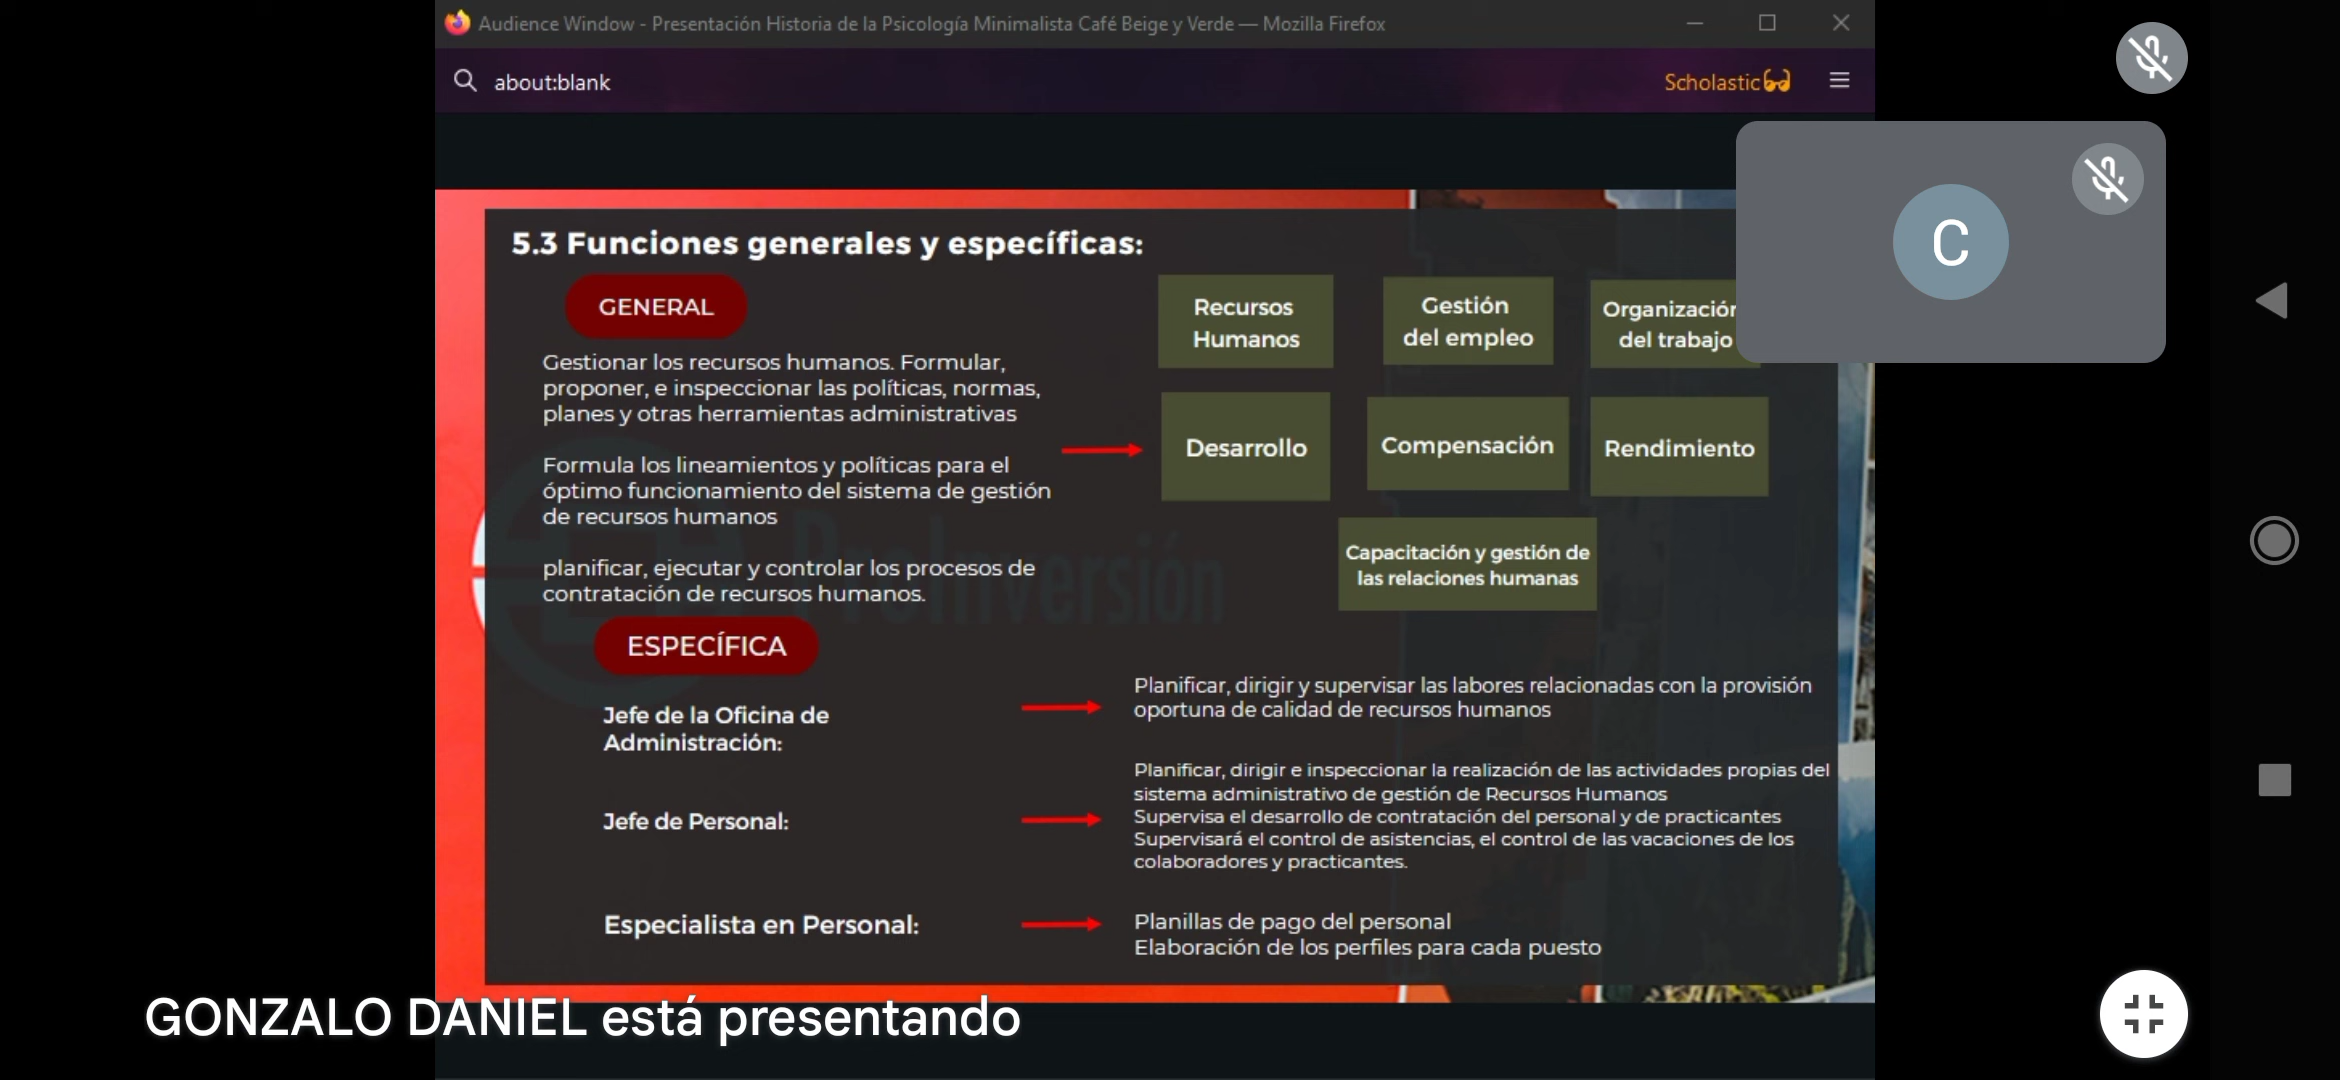 Audience Window - Presentación Historia de la Psicología Minimalista Café Beige y Verde — Mozilla Firefox
about:blank
Scholastic
5.3 Funciones generales y específicas:
GENERAL
Gestionar los recursos humanos. Formular,
proponer, e inspeccionar las políticas, normas,
planes y otras herramientas administrativas
Formula los lineamientos y políticas para el
óptimo funcionamiento del sistema de gestión
de recursos humanos
planificar, ejecutar y controlar los procesos de
contratación de recursos humanos.
Recursos
Humanos
Gestión
del empleo
Organización
del trabajo
Desarrollo
Compensación
Rendimiento
Capacitación y gestión de
las relaciones humanas
ProInversión
ESPECÍFICA
Jefe de la Oficina de
Administración:
Planificar, dirigir y supervisar las labores relacionadas con la provisión
oportuna de calidad de recursos humanos
Jefe de Personal:
Planificar, dirigir e inspeccionar la realización de las actividades propias del
sistema administrativo de gestión de Recursos Humanos
Supervisa el desarrollo de contratación del personal y de practicantes
Supervisará el control de asistencias, el control de las vacaciones de los
colaboradores y practicantes.
Especialista en Personal:
Planillas de pago del personal
Elaboración de los perfiles para cada puesto
C
GONZALO DANIEL está presentando